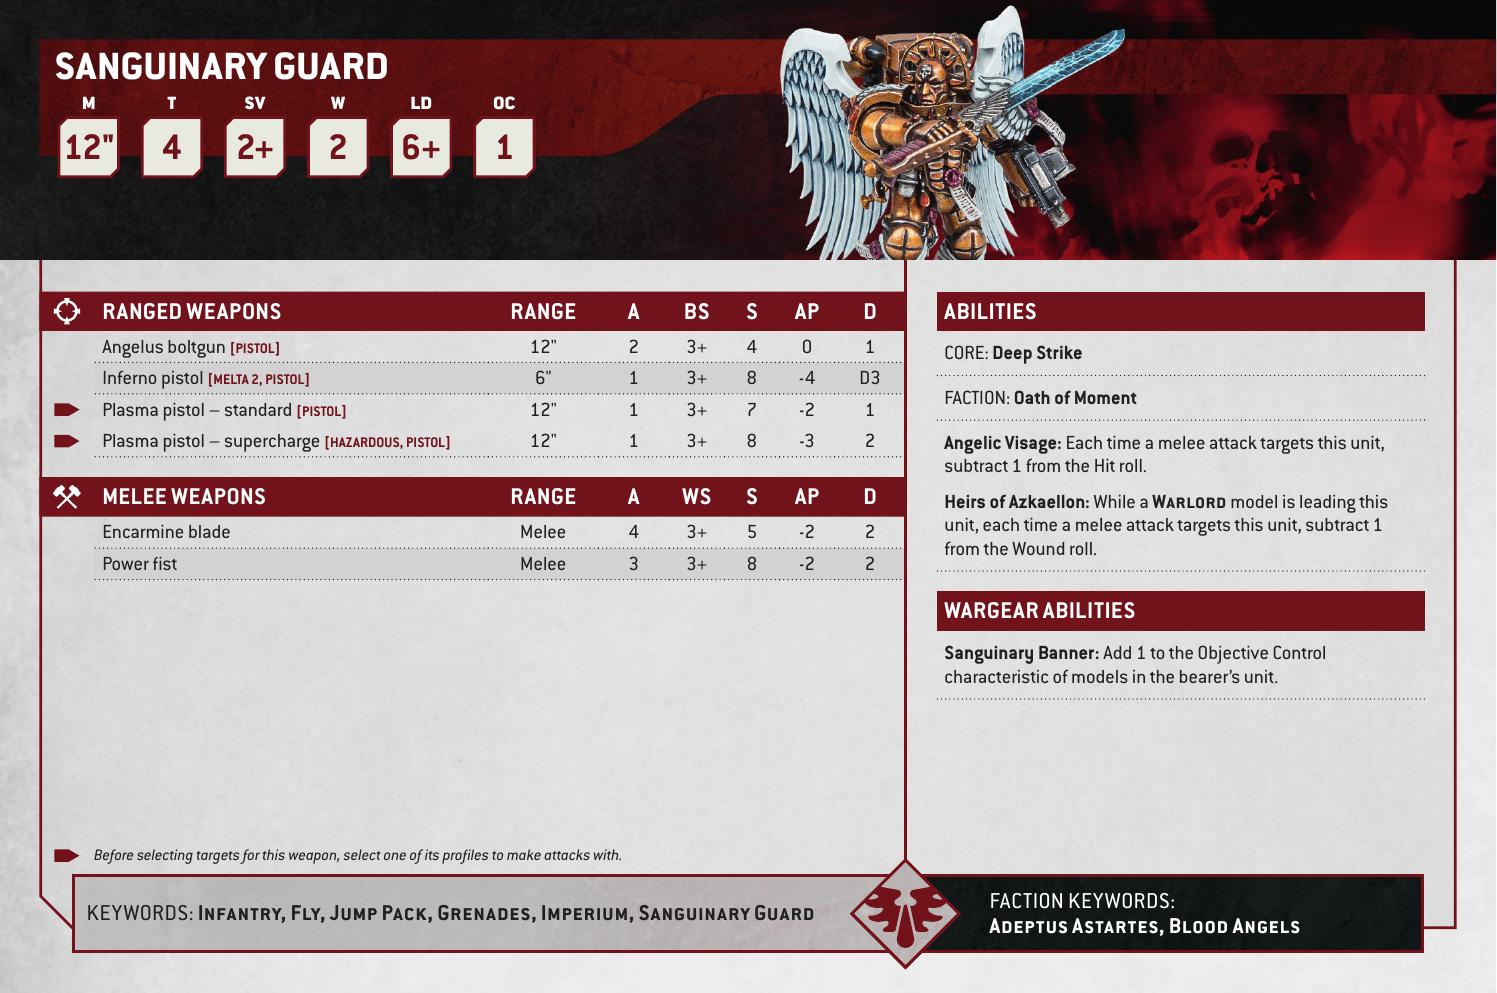 SANGUINARY GUARD
M T SV W LD OC
12" 4 2+ 2 6+ 1
RANGED WEAPONS RANGE A BS S AP D
Angelus boltgun [PISTOL] 12" 2 3+ 4 0 1
Inferno pistol [MELTA 2, PISTOL] 6" 1 3+ 8 -4 D3
Plasma pistol – standard [PISTOL] 12" 1 3+ 7 -2 1
Plasma pistol – supercharge [HAZARDOUS, PISTOL] 12" 1 3+ 8 -3 2
MELEE WEAPONS RANGE A WS S AP D
Encarmine blade Melee 4 3+ 5 -2 2
Power fist Melee 3 3+ 8 -2 2
Before selecting targets for this weapon, select one of its profiles to make attacks with.
ABILITIES
CORE: Deep Strike
FACTION: Oath of Moment
Angelic Visage: Each time a melee attack targets this unit,
subtract 1 from the Hit roll.
Heirs of Azkaellon: While a WARLORD model is leading this
unit, each time a melee attack targets this unit, subtract 1
from the Wound roll.
WARGEAR ABILITIES
Sanguinary Banner: Add 1 to the Objective Control
characteristic of models in the bearer's unit.
KEYWORDS: INFANTRY, FLY, JUMP PACK, GRENADES, IMPERIUM, SANGUINARY GUARD
FACTION KEYWORDS:
ADEPTUS ASTARTES, BLOOD ANGELS